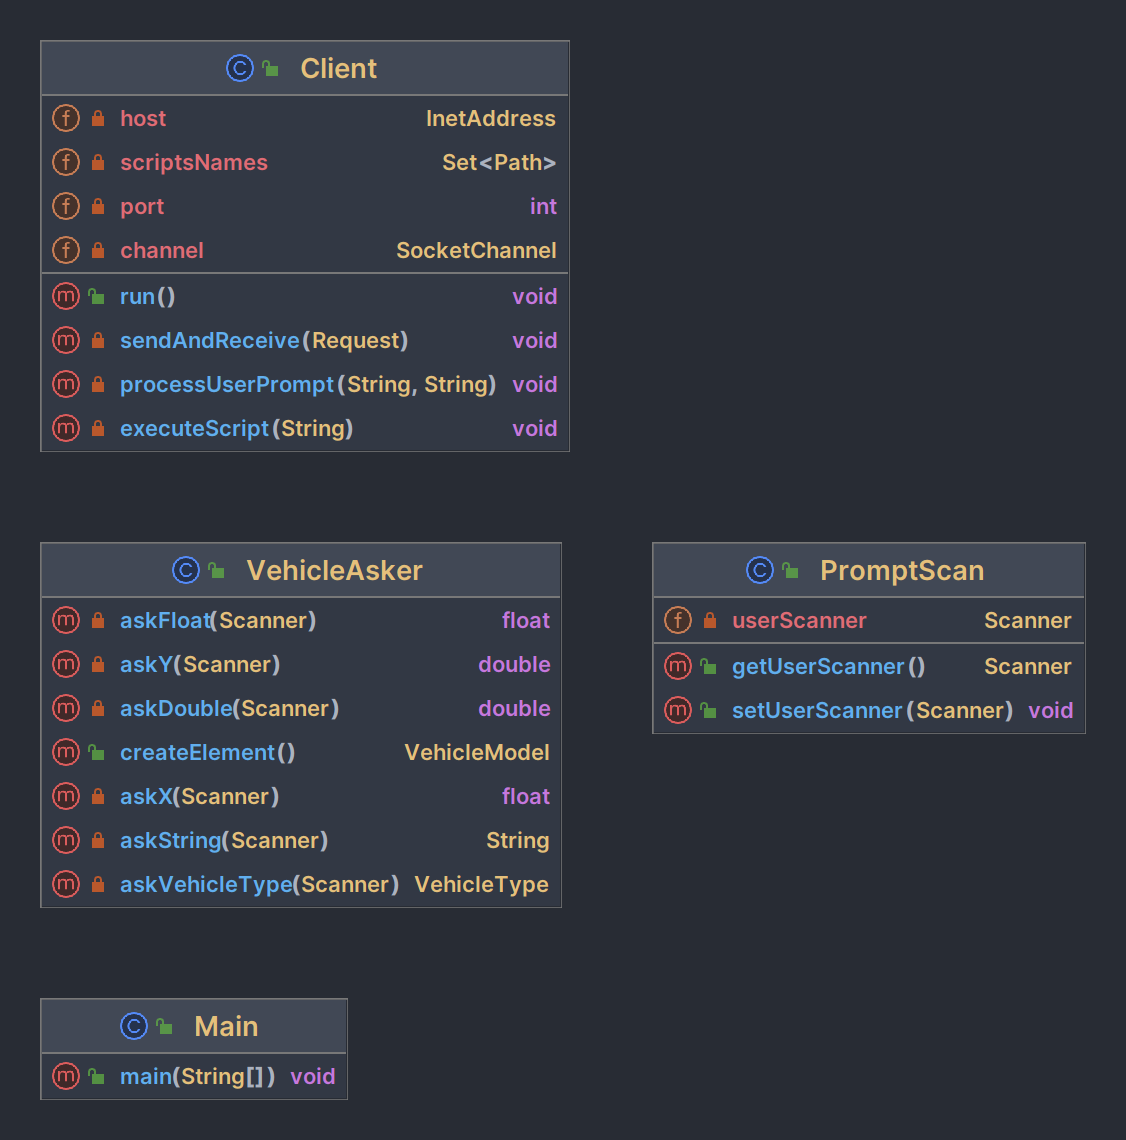 Client
host InetAddress
scriptsNames Set<Path>
port int
channel SocketChannel
run() void
sendAndReceive(Request) void
processUserPrompt(String, String) void
executeScript(String) void
VehicleAsker
askFloat(Scanner) float
askY(Scanner) double
askDouble(Scanner) double
createElement() VehicleModel
askX(Scanner) float
askString(Scanner) String
askVehicleType(Scanner) VehicleType
PromptScan
userScanner Scanner
getUserScanner() Scanner
setUserScanner(Scanner) void
Main
main(String[]) void